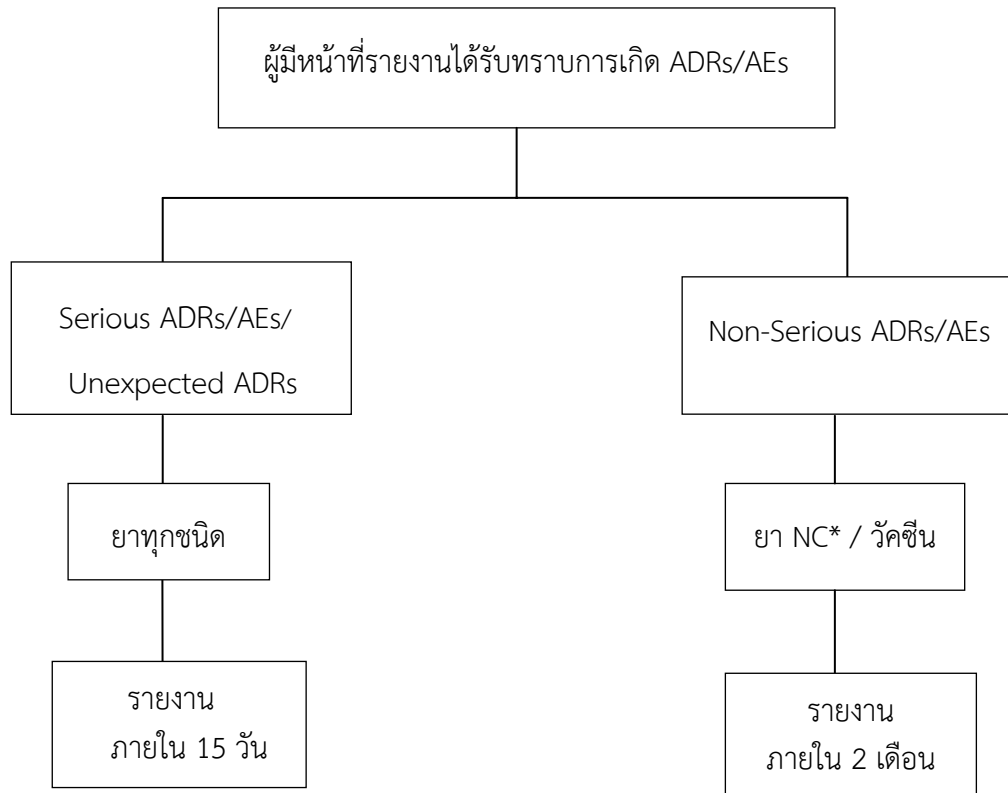 ผู้มีหน้าที่รายงานได้รับทราบการเกิด ADRs/AEs
Serious ADRs/AEs/
Unexpected ADRs
Non-Serious ADRs/AEs
ยาทุกชนิด
ยา NC* / วัคซีน
รายงาน
ภายใน 15 วัน
รายงาน
ภายใน 2 เดือน